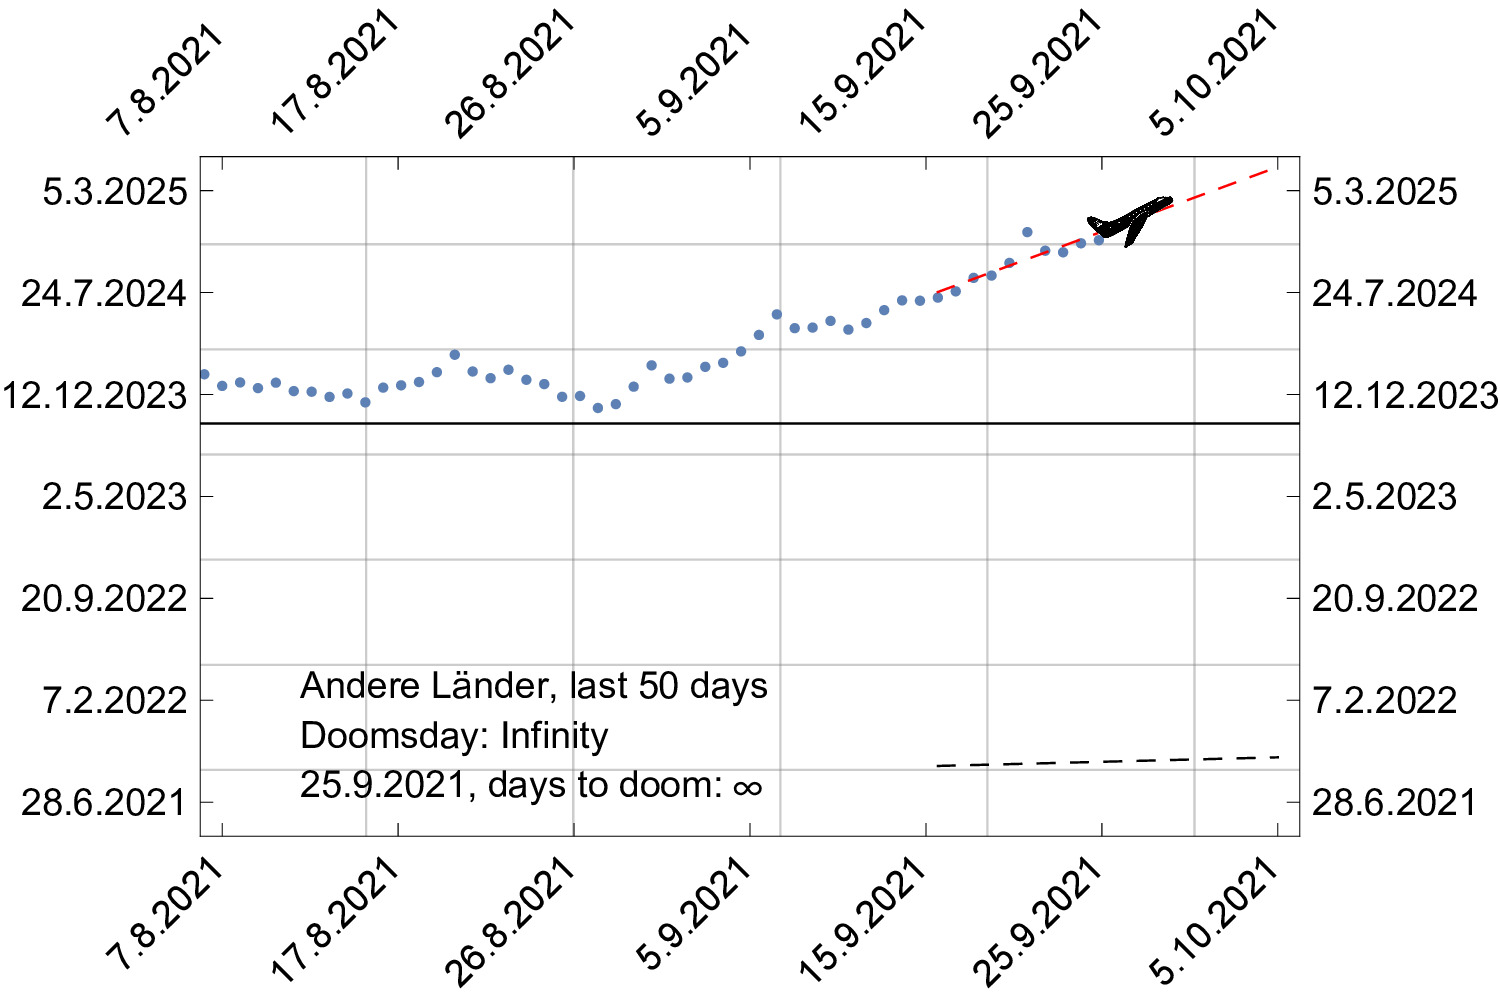 7.8.2021 17.8.2021 26.8.2021 5.9.2021 15.9.2021 25.9.2021 5.10.2021
5.3.2025 5.3.2025
24.7.2024 24.7.2024
12.12.2023 12.12.2023
2.5.2023 2.5.2023
20.9.2022 20.9.2022
Andere Länder, last 50 days
7.2.2022 7.2.2022
Doomsday: Infinity
25.9.2021, days to doom: ∞
28.6.2021 28.6.2021
7.8.2021 17.8.2021 26.8.2021 5.9.2021 15.9.2021 25.9.2021 5.10.2021